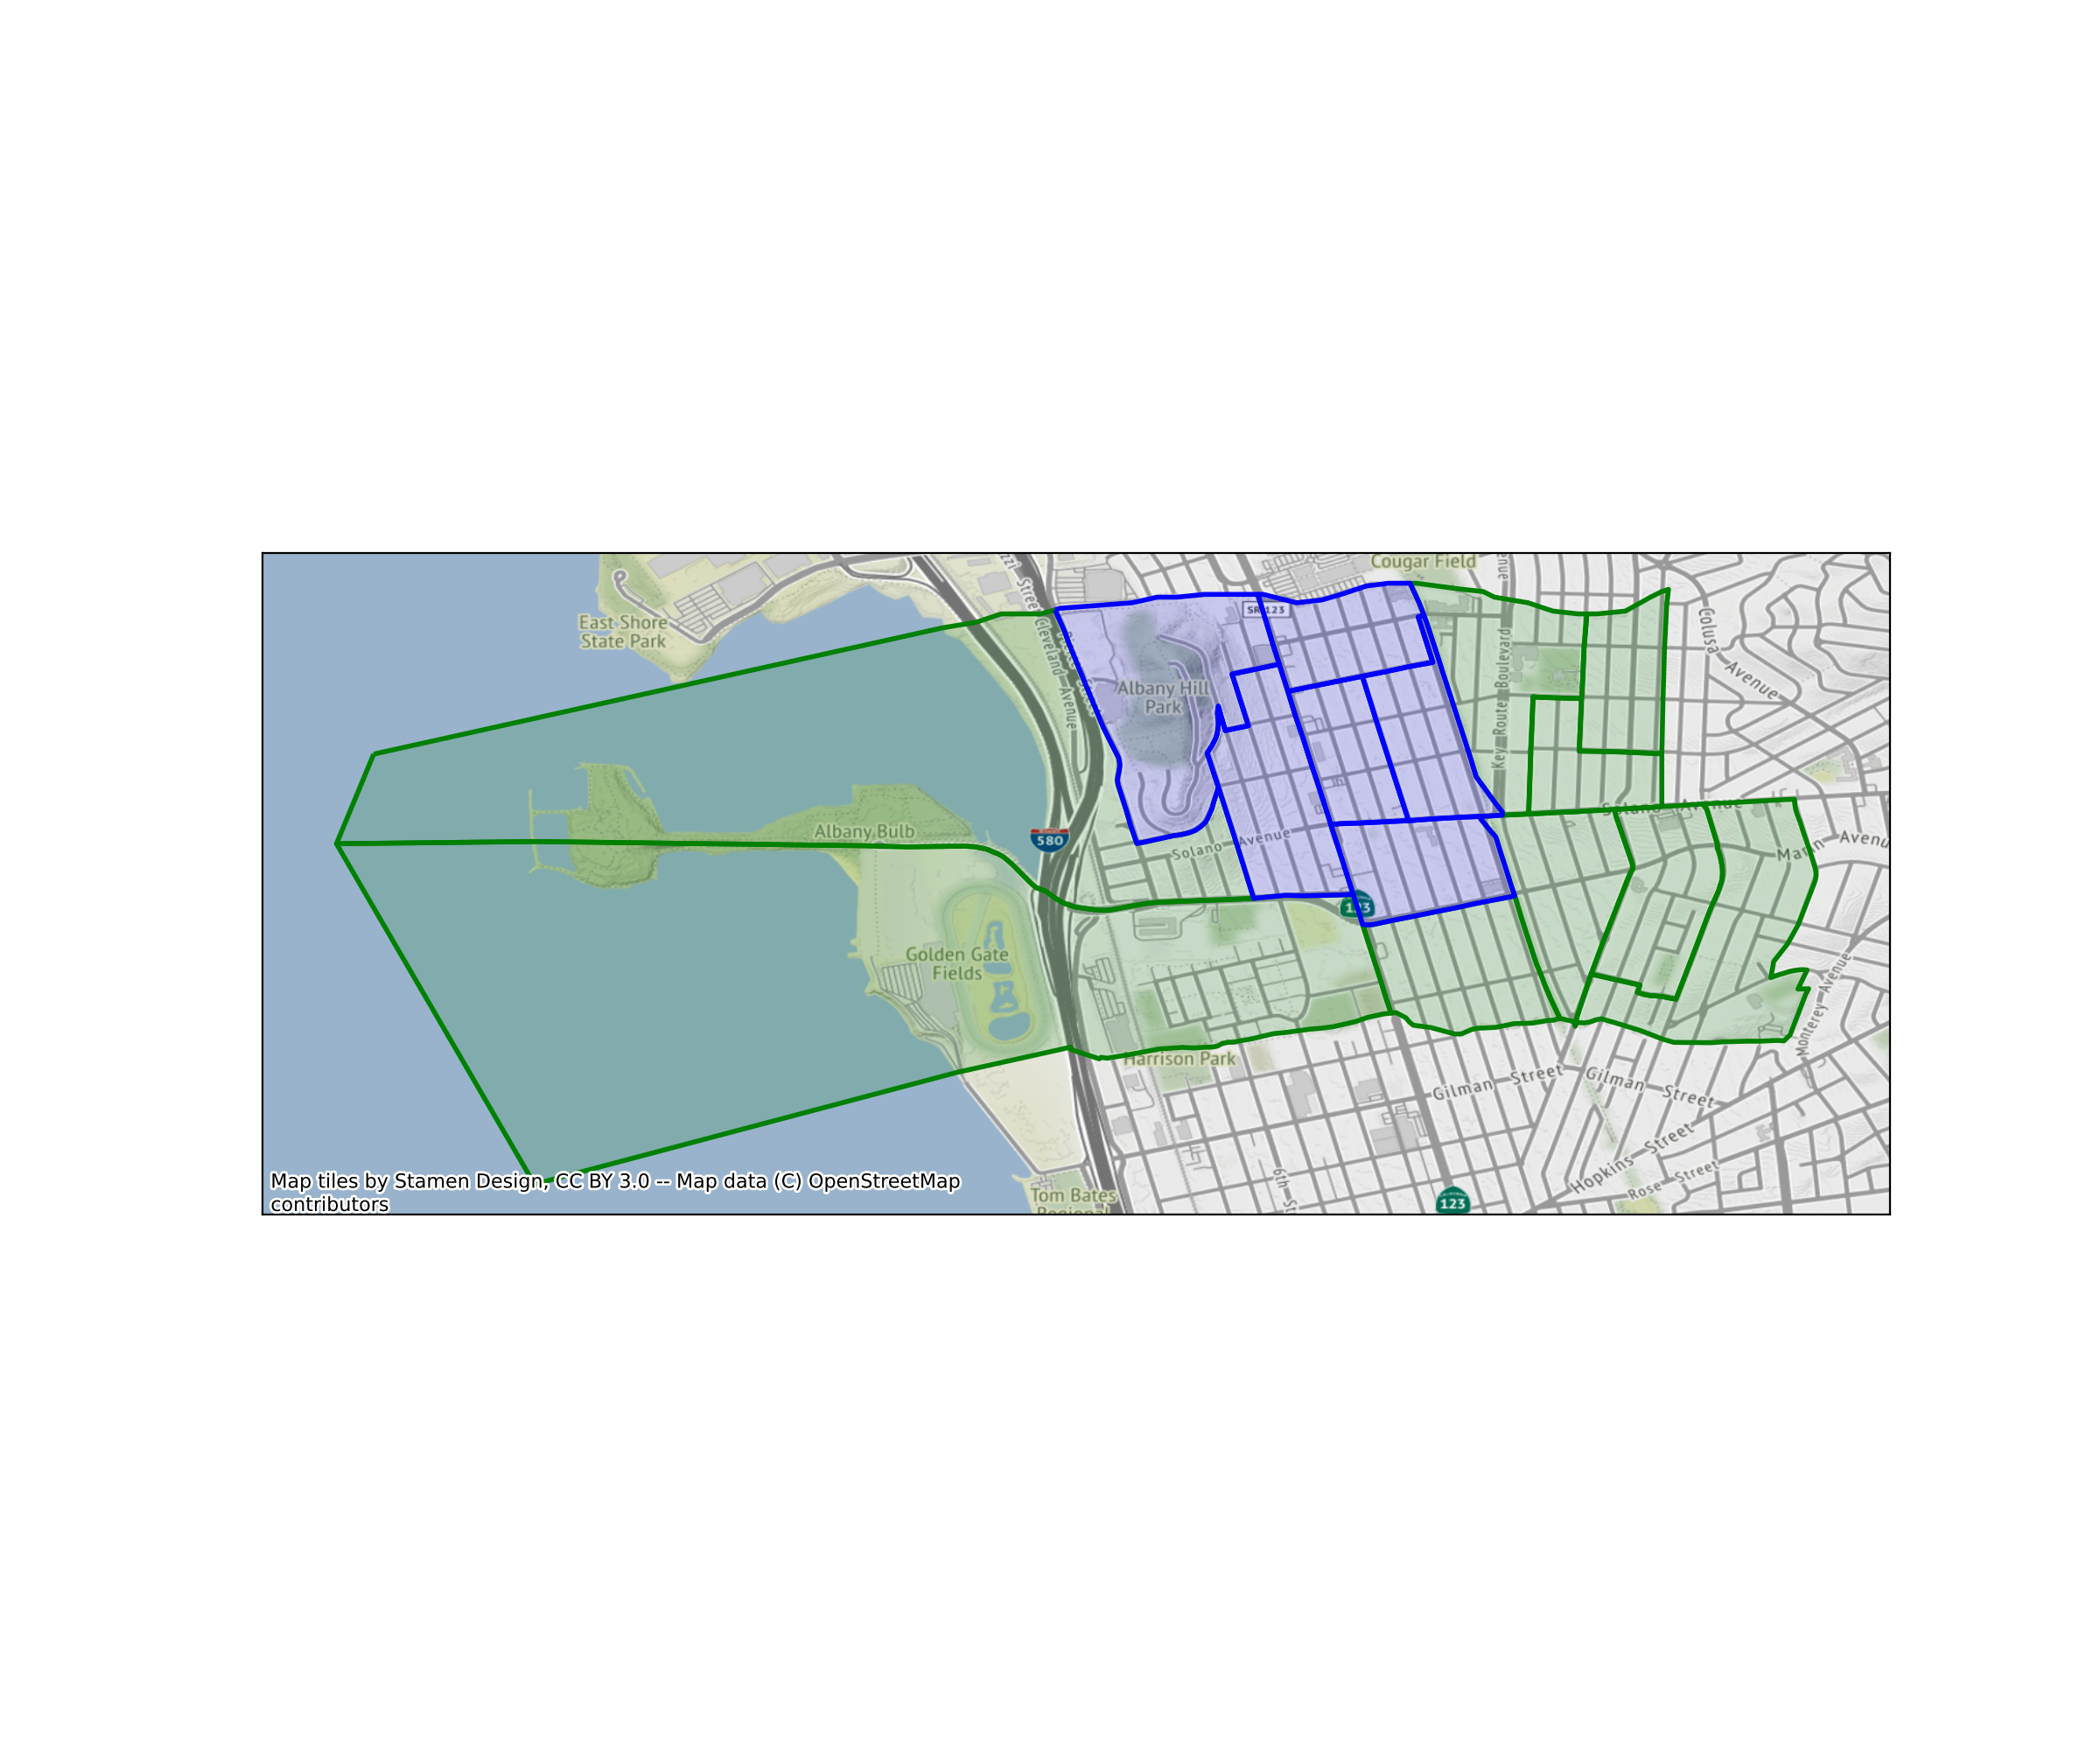 Cougar Field
East Shore
State Park
SR 123
Colusa
Avenue
Cleveland Avenue
Key Route Boulevard
Albany Hill
Park
Albany Bulb
580
Solano Avenue
Solano Avenue
Marin Avenu
123
Golden Gate
Fields
Monterey Avenue
Harrison Park
Gilman Street
Gilman Street
Hopkins Street
Rose Street
6th St
Tom Bates
Regional
123
Map tiles by Stamen Design, CC BY 3.0 -- Map data (C) OpenStreetMap
contributors